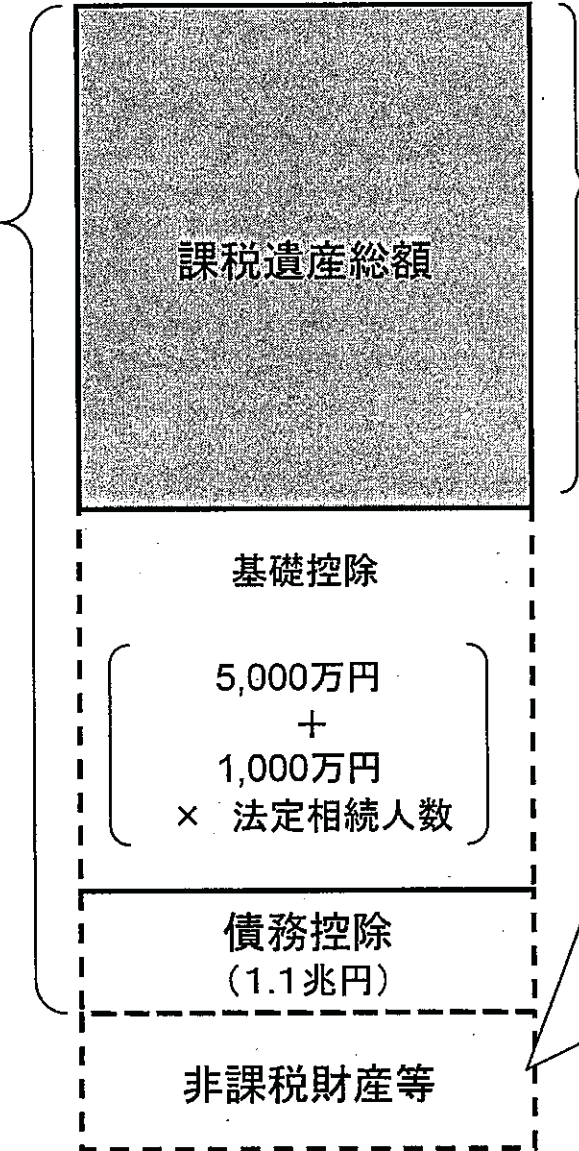 課税遺産総額
基礎控除
5,000万円
+
1,000万円
× 法定相続人数
債務控除
（1.1兆円）
非課税財産等